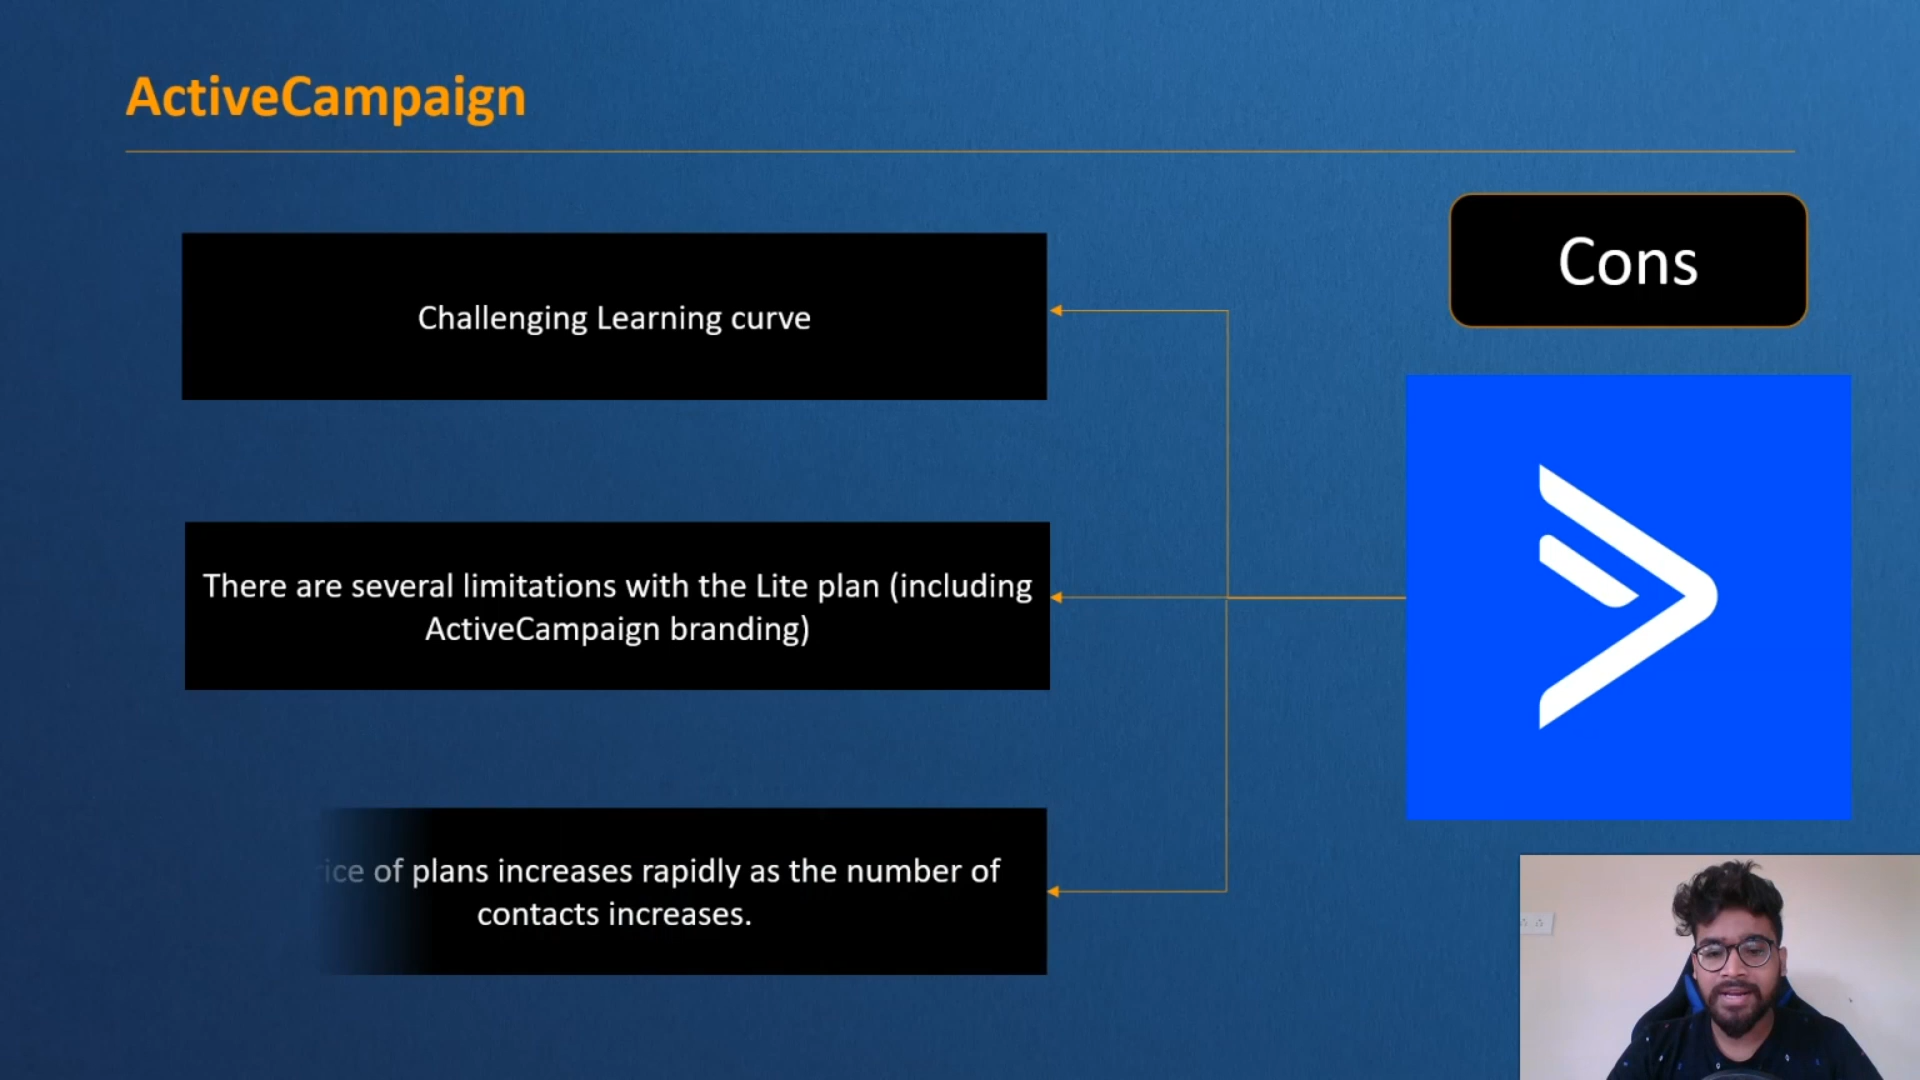 ActiveCampaign
Cons
Challenging Learning curve
There are several limitations with the Lite plan (including
ActiveCampaign branding)
of plans increases rapidly as the number of
contacts increases.